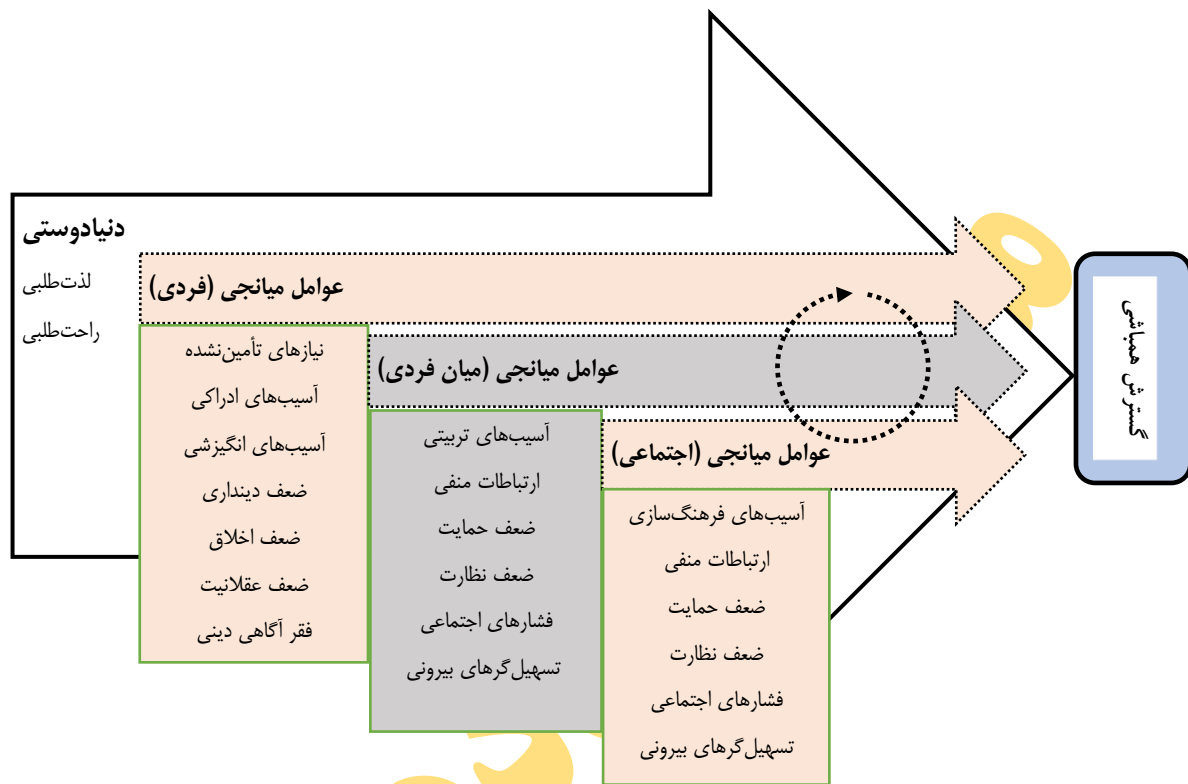 دنیادوستی
لذت‌طلبی
راحت‌طلبی
عوامل میانجی (فردی)
نیازهای تأمین‌نشده
آسیب‌های ادراکی
آسیب‌های انگیزشی
ضعف دینداری
ضعف اخلاق
ضعف عقلانیت
فقر آگاهی دینی
عوامل میانجی (میان فردی)
آسیب‌های تربیتی
ارتباطات منفی
ضعف حمایت
ضعف نظارت
فشارهای اجتماعی
تسهیل‌گرهای بیرونی
عوامل میانجی (اجتماعی)
آسیب‌های فرهنگ‌سازی
ارتباطات منفی
ضعف حمایت
ضعف نظارت
فشارهای اجتماعی
تسهیل‌گرهای بیرونی
گسترش همباشی